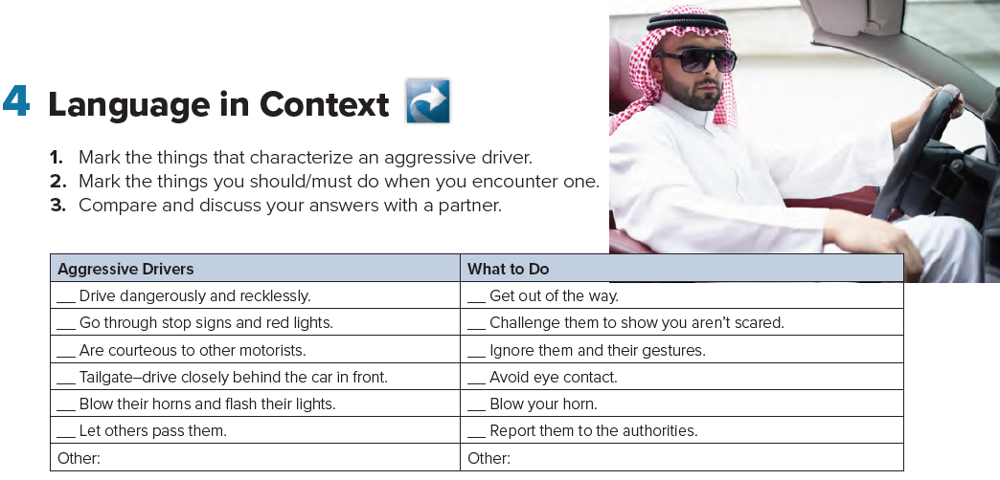 4 Language in Context
1. Mark the things that characterize an aggressive driver.
2. Mark the things you should/must do when you encounter one.
3. Compare and discuss your answers with a partner.
Aggressive Drivers What to Do
__ Drive dangerously and recklessly. __ Get out of the way.
__ Go through stop signs and red lights. __ Challenge them to show you aren’t scared.
__ Are courteous to other motorists. __ Ignore them and their gestures.
__ Tailgate–drive closely behind the car in front. __ Avoid eye contact.
__ Blow their horns and flash their lights. __ Blow your horn.
__ Let others pass them. __ Report them to the authorities.
Other: Other: